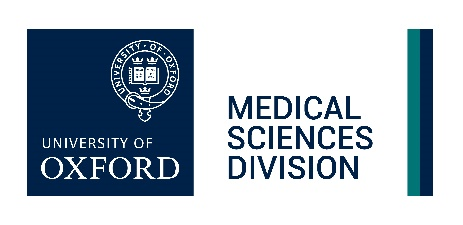 UNIVERSITY OF OXFORD
UNIVERSITY OF
OXFORD
MEDICAL
SCIENCES
DIVISION